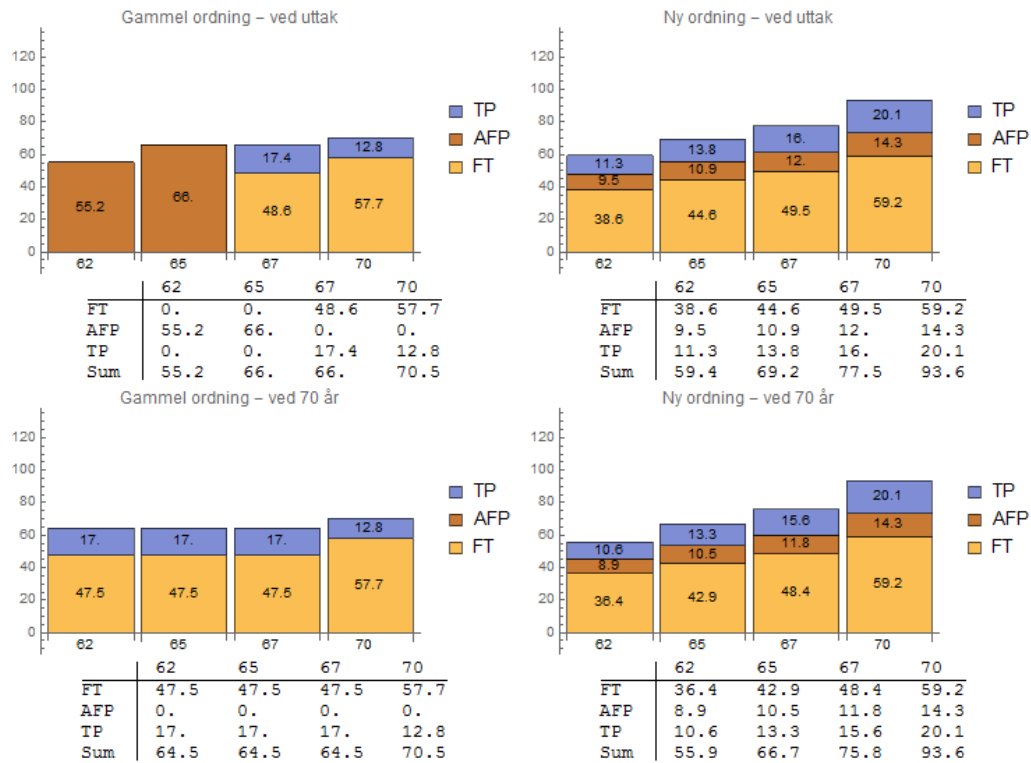 Gammel ordning – ved uttak
120
100
80
60
40
20
0
55.2
66.
17.4
48.6
12.8
57.7
62 65 67 70
TP
AFP
FT
62 65 67 70
FT 0. 0. 48.6 57.7
AFP 55.2 66. 0. 0.
TP 0. 0. 17.4 12.8
Sum 55.2 66. 66. 70.5
Ny ordning – ved uttak
120
100
80
60
40
20
0
11.3
9.5
38.6
13.8
10.9
44.6
16.
12.
49.5
20.1
14.3
59.2
62 65 67 70
TP
AFP
FT
62 65 67 70
FT 38.6 44.6 49.5 59.2
AFP 9.5 10.9 12. 14.3
TP 11.3 13.8 16. 20.1
Sum 59.4 69.2 77.5 93.6
Gammel ordning – ved 70 år
120
100
80
60
40
20
0
17.
47.5
17.
47.5
17.
47.5
12.8
57.7
62 65 67 70
TP
AFP
FT
62 65 67 70
FT 47.5 47.5 47.5 57.7
AFP 0. 0. 0. 0.
TP 17. 17. 17. 12.8
Sum 64.5 64.5 64.5 70.5
Ny ordning – ved 70 år
120
100
80
60
40
20
0
10.6
8.9
36.4
13.3
10.5
42.9
15.6
11.8
48.4
20.1
14.3
59.2
62 65 67 70
TP
AFP
FT
62 65 67 70
FT 36.4 42.9 48.4 59.2
AFP 8.9 10.5 11.8 14.3
TP 10.6 13.3 15.6 20.1
Sum 55.9 66.7 75.8 93.6